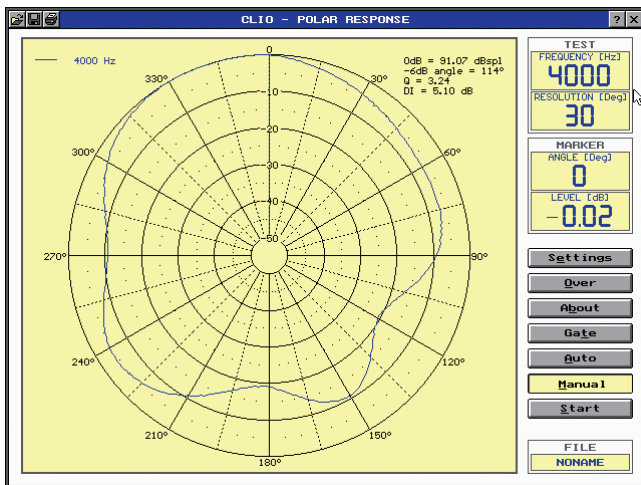 CLIO - POLAR RESPONSE
? ×
4000 Hz
0dB = 91.07 dBspl
-6dB angle = 114°
Q = 3.24
DI = 5.10 dB
0
30°
60°
90°
120°
150°
180°
210°
240°
270°
300°
330°
-10
-20
-30
-40
-50
TEST
FREQUENCY [Hz]
4000
RESOLUTION [Deg]
30
MARKER
ANGLE [Deg]
0
LEVEL [dB]
-0.02
Settings
Over
About
Gate
Auto
Manual
Start
FILE
NONAME